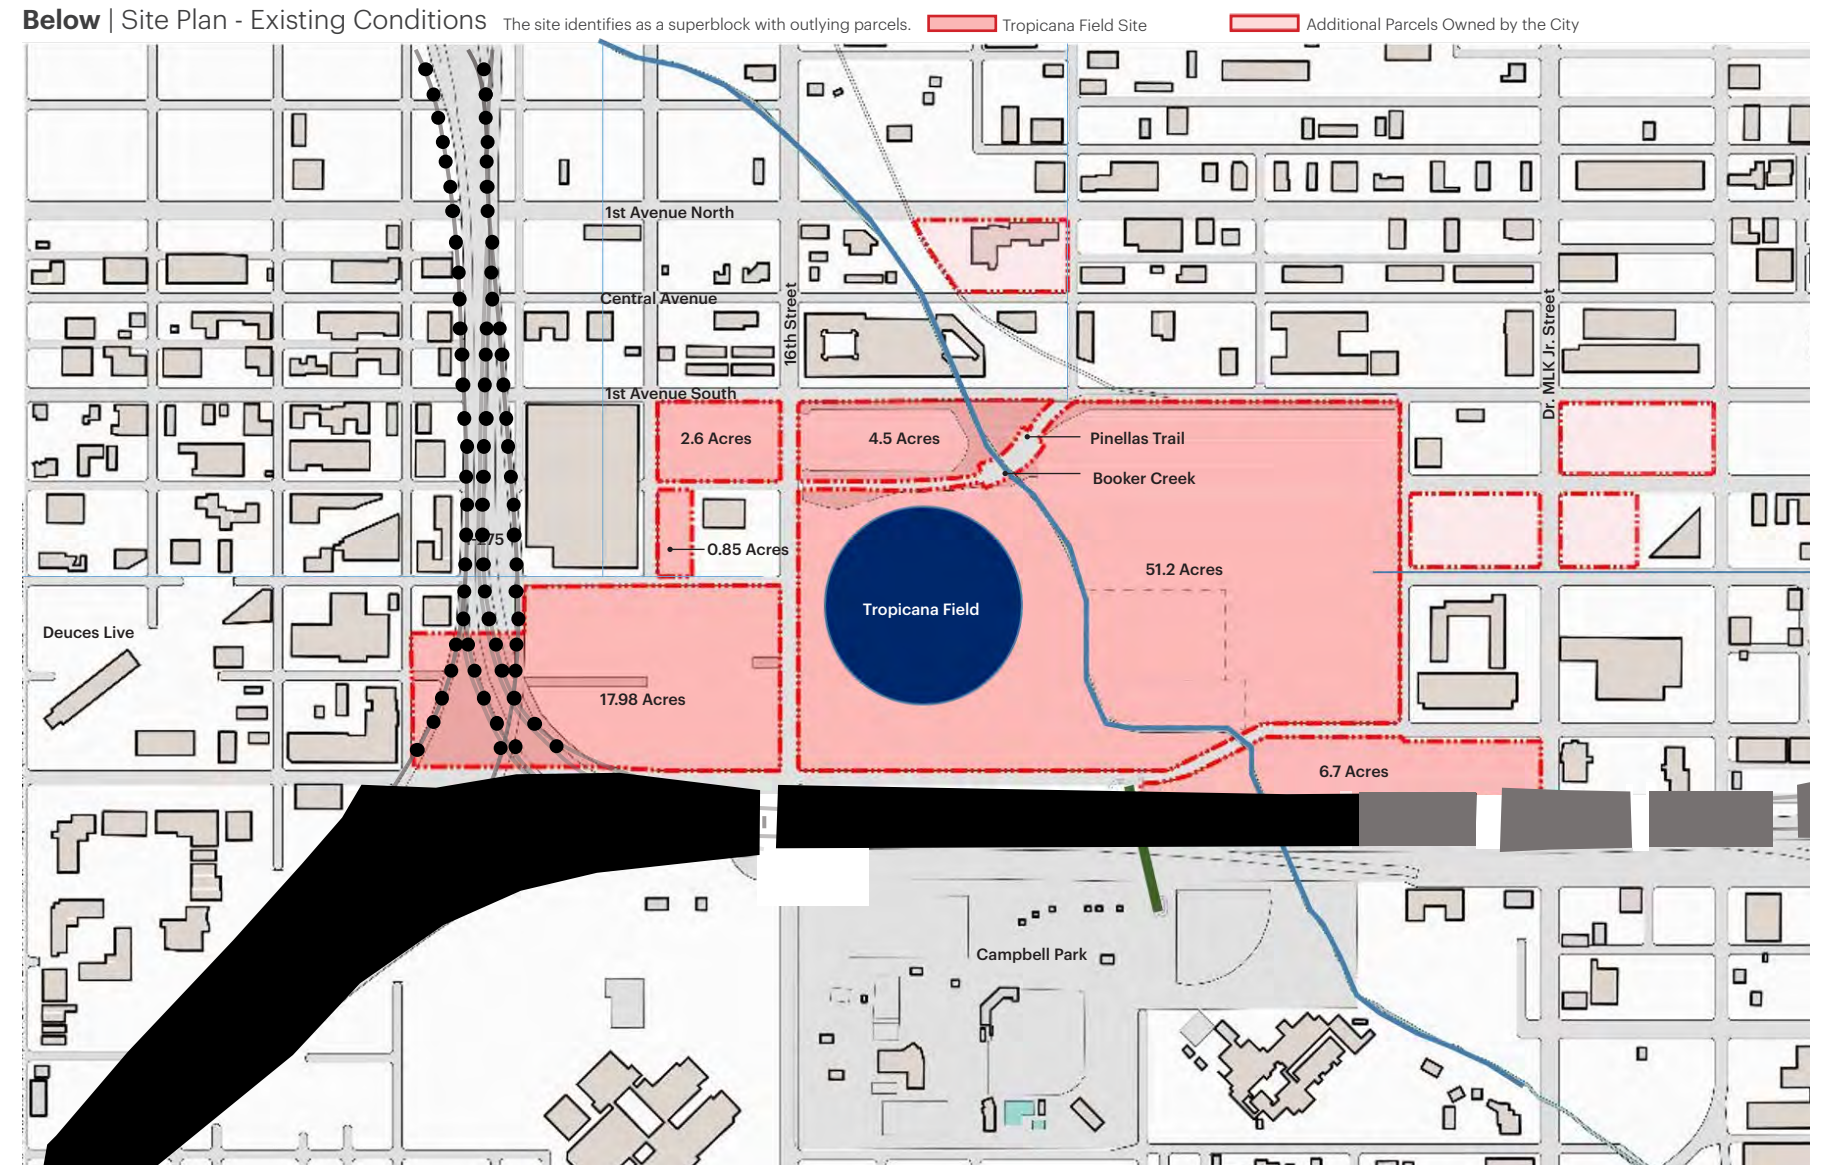 Below | Site Plan - Existing Conditions The site identifies as a superblock with outlying parcels. Tropicana Field Site Additional Parcels Owned by the City
1st Avenue North
Central Avenue
16th Street
Dr. MLK Jr. Street
1st Avenue South
2.6 Acres
4.5 Acres
Pinellas Trail
Booker Creek
0.85 Acres
51.2 Acres
Tropicana Field
Deuces Live
17.98 Acres
6.7 Acres
Campbell Park